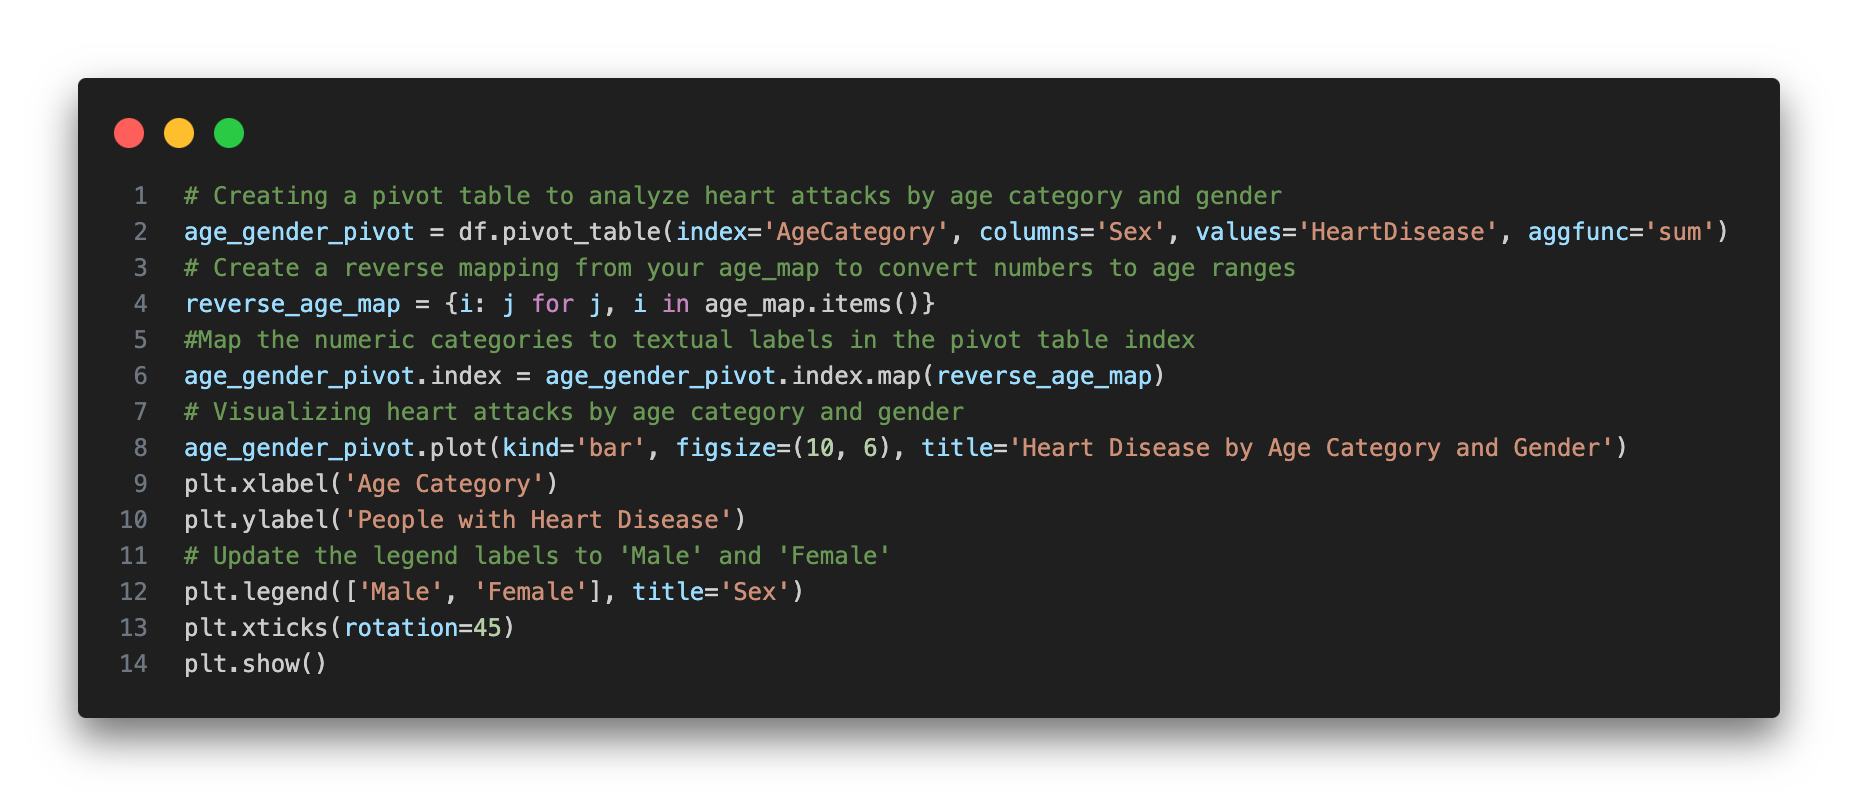 1 # Creating a pivot table to analyze heart attacks by age category and gender
2 age_gender_pivot = df.pivot_table(index='AgeCategory', columns='Sex', values='HeartDisease', aggfunc='sum')
3 # Create a reverse mapping from your age_map to convert numbers to age ranges
4 reverse_age_map = {i: j for j, i in age_map.items()}
5 #Map the numeric categories to textual labels in the pivot table index
6 age_gender_pivot.index = age_gender_pivot.index.map(reverse_age_map)
7 # Visualizing heart attacks by age category and gender
8 age_gender_pivot.plot(kind='bar', figsize=(10, 6), title='Heart Disease by Age Category and Gender')
9 plt.xlabel('Age Category')
10 plt.ylabel('People with Heart Disease')
11 # Update the legend labels to 'Male' and 'Female'
12 plt.legend(['Male', 'Female'], title='Sex')
13 plt.xticks(rotation=45)
14 plt.show()